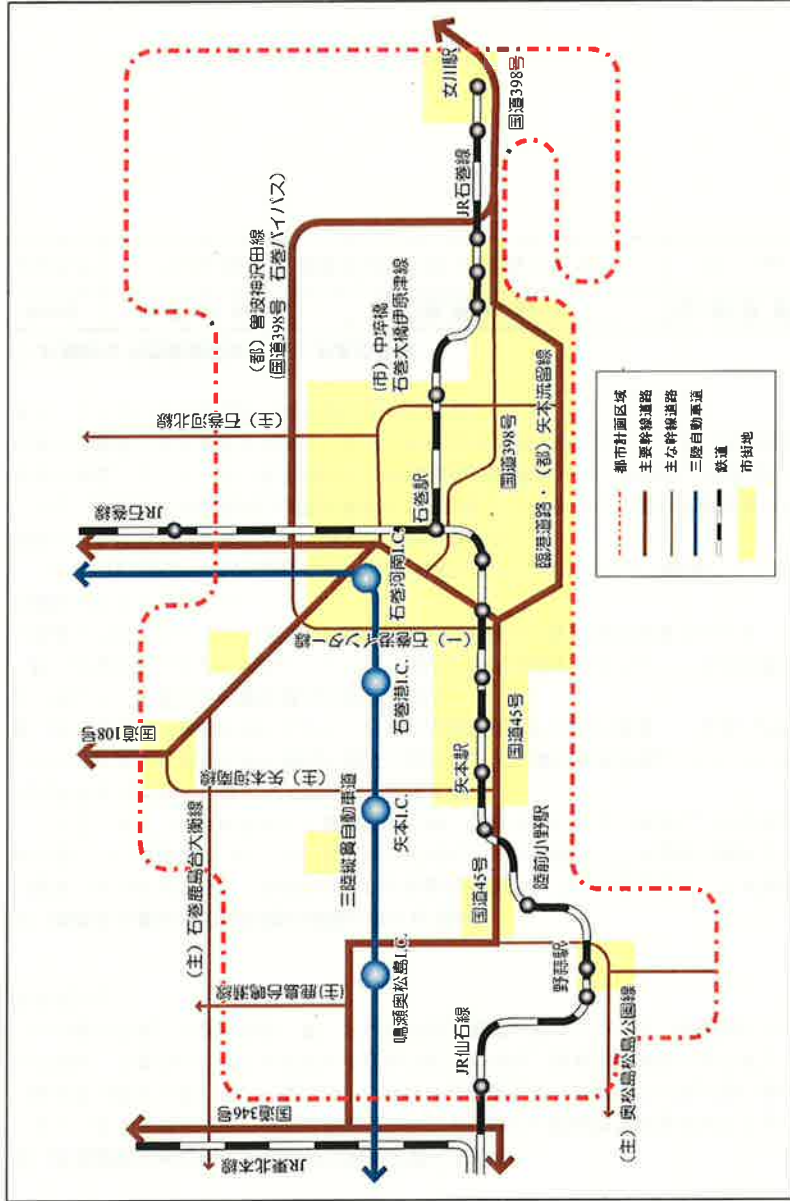 女川駅
国道398号
JR石巻線
（都）曽波神沢田線
（国道398号　石巻バイパス）
（市）中埣橋
石巻大橋伊原津線
（主）石巻河北線
国道398号
臨港道路・（都）矢本流留線
JR石巻線
石巻駅
石巻河南I.C.
（一）石巻港インター線
石巻港I.C.
国道108号
（主）矢本河南線
矢本駅
国道45号
矢本I.C.
三陸縦貫自動車道
（主）石巻鹿島台大衡線
陸前小野駅
国道45号
野蒜駅
鳴瀬奥松島I.C.
（主）鹿島台鳴瀬線
JR仙石線
（主）奥松島松島公園線
国道346号
JR東北本線
都市計画区域
主要幹線道路
主な幹線道路
三陸自動車道
鉄道
市街地